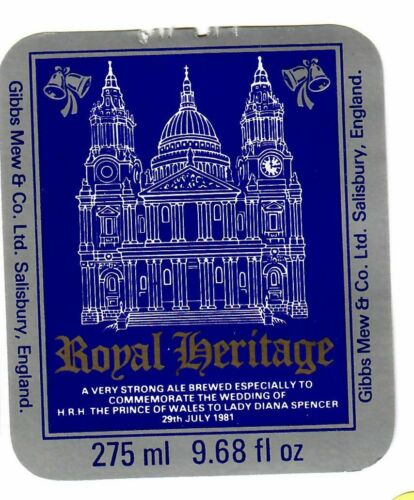 Gibbs Mew & Co. Ltd. Salisbury, England.
Royal Heritage
A VERY STRONG ALE BREWED ESPECIALLY TO
COMMEMORATE THE WEDDING OF
H.R.H THE PRINCE OF WALES TO LADY DIANA SPENCER
29th JULY 1981
275 ml 9.68 fl oz
Gibbs Mew & Co. Ltd. Salisbury, England.